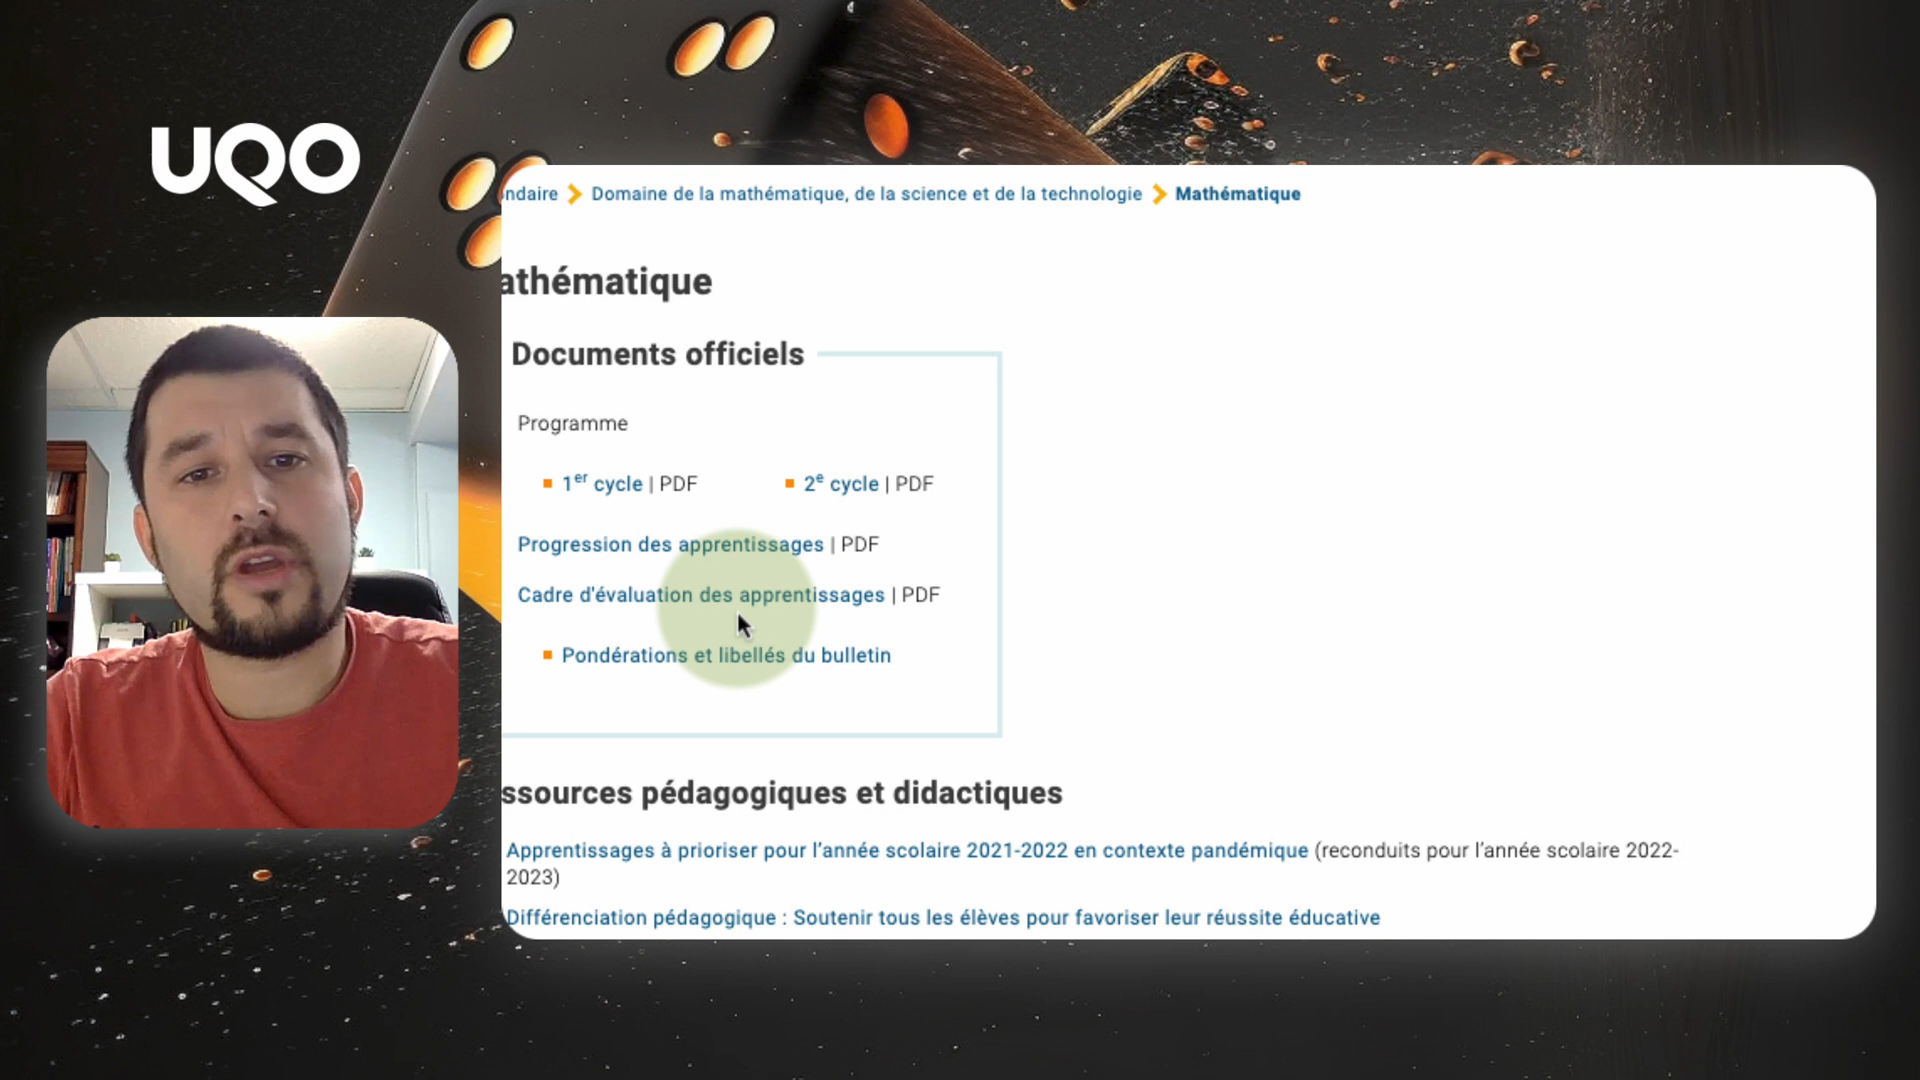 UQO
ndaire Domaine de la mathématique, de la science et de la technologie Mathématique
athématique
Documents officiels
Programme
1er cycle | PDF 2e cycle | PDF
Progression des apprentissages | PDF
Cadre d'évaluation des apprentissages | PDF
Pondérations et libellés du bulletin
ssources pédagogiques et didactiques
Apprentissages à prioriser pour l’année scolaire 2021-2022 en contexte pandémique (reconduits pour l’année scolaire 2022-
2023)
Différenciation pédagogique : Soutenir tous les élèves pour favoriser leur réussite éducative